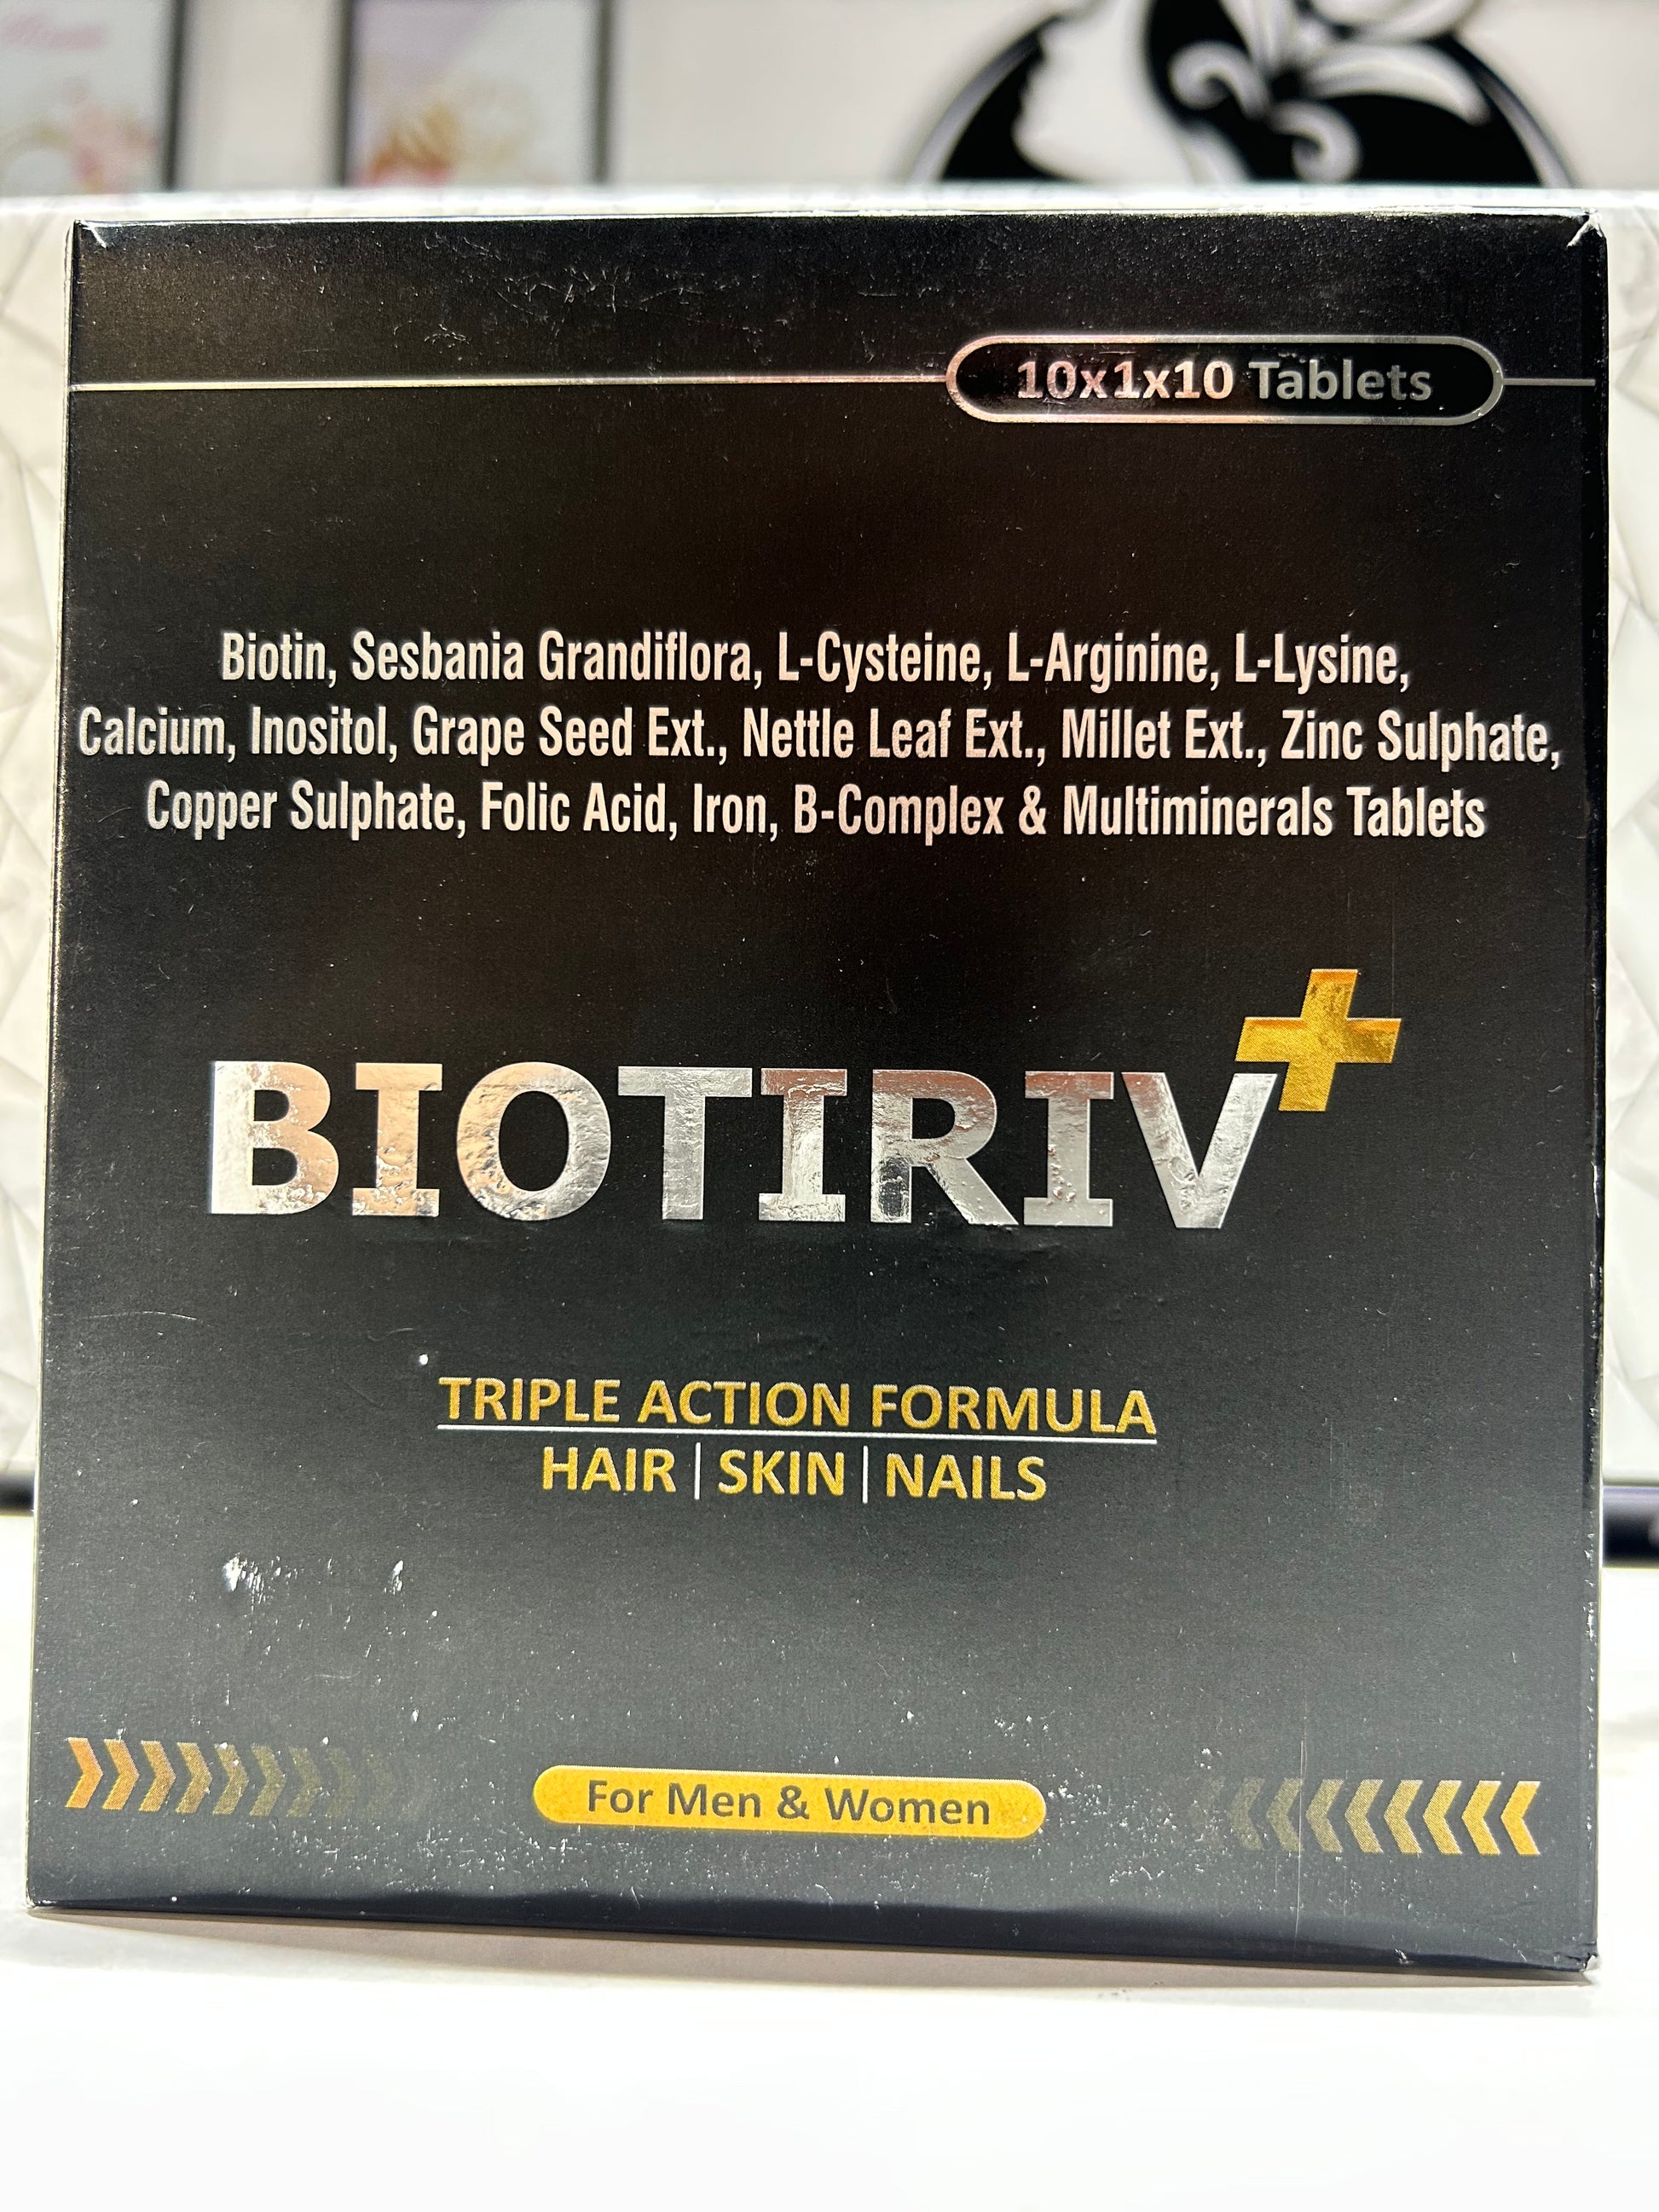 10x1x10 Tablets
Biotin, Sesbania Grandiflora, L-Cysteine, L-Arginine, L-Lysine,
Calcium, Inositol, Grape Seed Ext., Nettle Leaf Ext., Millet Ext., Zinc Sulphate,
Copper Sulphate, Folic Acid, Iron, B-Complex & Multiminerals Tablets
BIOTIRIV+
TRIPLE ACTION FORMULA
HAIR | SKIN | NAILS
For Men & Women